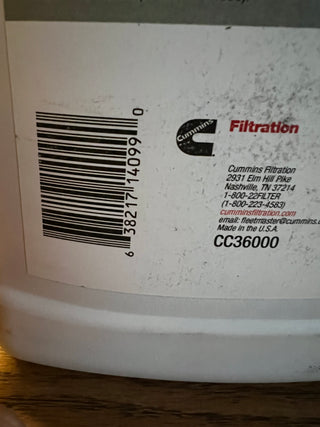 Cummins
Filtration
Cummins Filtration
2931 Elm Hill Pike
Nashville, TN 37214
1-800-22FILTER
(1-800-223-4583)
cumminsfiltration.com
email: fleetmaster@cummins.
Made in the U.S.A.
CC36000
6 38217 14099 0